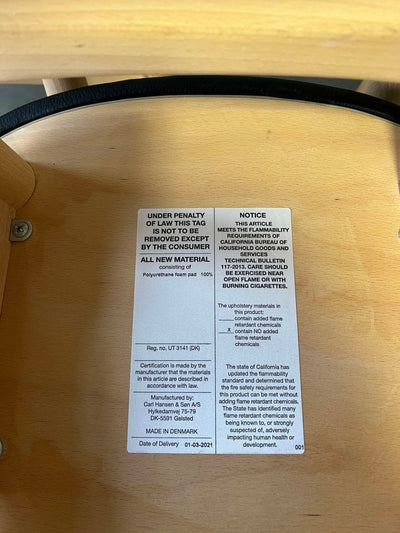 UNDER PENALTY
OF LAW THIS TAG
IS NOT TO BE
REMOVED EXCEPT
BY THE CONSUMER
ALL NEW MATERIAL
consisting of
Polyurethane foam pad 100%
Reg. no, UT 3141 (DK)
Certification is made by the
manufacturer that the materials
in this article are described in
accordance with law.
Manufactured by:
Carl Hansen & Søn A/S
Hylkedamvej 75-79
DK-5591 Gelsted
MADE IN DENMARK
Date of Delivery 01-03-2021
NOTICE
THIS ARTICLE
MEETS THE FLAMMABILITY
REQUIREMENTS OF
CALIFORNIA BUREAU OF
HOUSEHOLD GOODS AND
SERVICES
TECHNICAL BULLETIN
117-2013. CARE SHOULD
BE EXERCISED NEAR
OPEN FLAME OR WITH
BURNING CIGARETTES.
The upholstery materials in
this product:
_____contain added flame
retardant chemicals
__x__contain NO added
flame retardant
chemicals
The state of California has
updated the flammability
standard and determined that
the fire safety requirements for
this product can be met without
adding flame retardant chemicals.
The State has identified many
flame retardant chemicals as
being known to, or strongly
suspected of, adversely
impacting human health or
development.
001